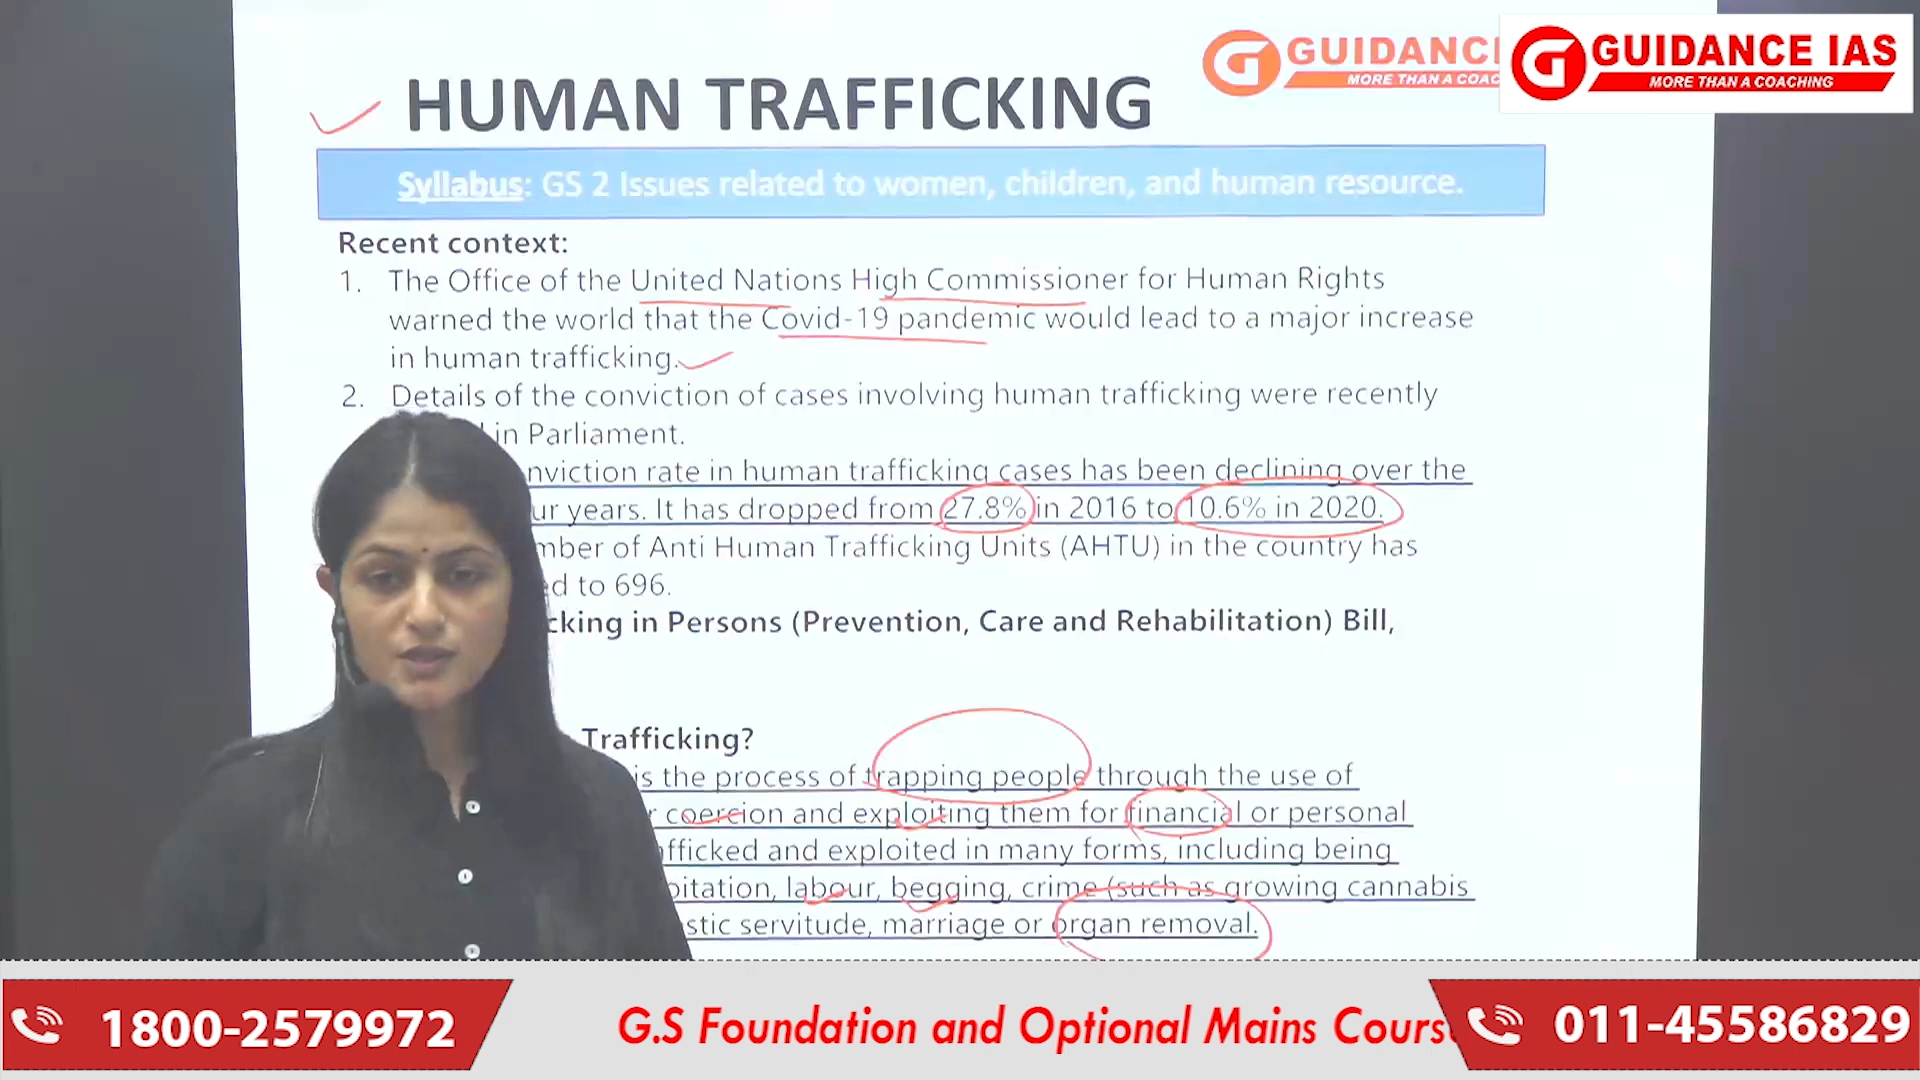 HUMAN TRAFFICKING
GUIDANC
MORE THAN A COAC
GUIDANCE IAS
MORE THAN A COACHING
Syllabus: GS 2 Issues related to women, children, and human resource.
Recent context:
1. The Office of the United Nations High Commissioner for Human Rights
warned the world that the Covid-19 pandemic would lead to a major increase
in human trafficking.
2. Details of the conviction of cases involving human trafficking were recently
in Parliament.
nviction rate in human trafficking cases has been declining over the
ur years. It has dropped from 27.8% in 2016 to 10.6% in 2020.
mber of Anti Human Trafficking Units (AHTU) in the country has
ed to 696.
cking in Persons (Prevention, Care and Rehabilitation) Bill,
Trafficking?
is the process of trapping people through the use of
r coercion and exploiting them for financial or personal
fficked and exploited in many forms, including being
oitation, labour, begging, crime (such as growing cannabis
stic servitude, marriage or organ removal.
1800-2579972
G.S Foundation and Optional Mains Cours
011-45586829